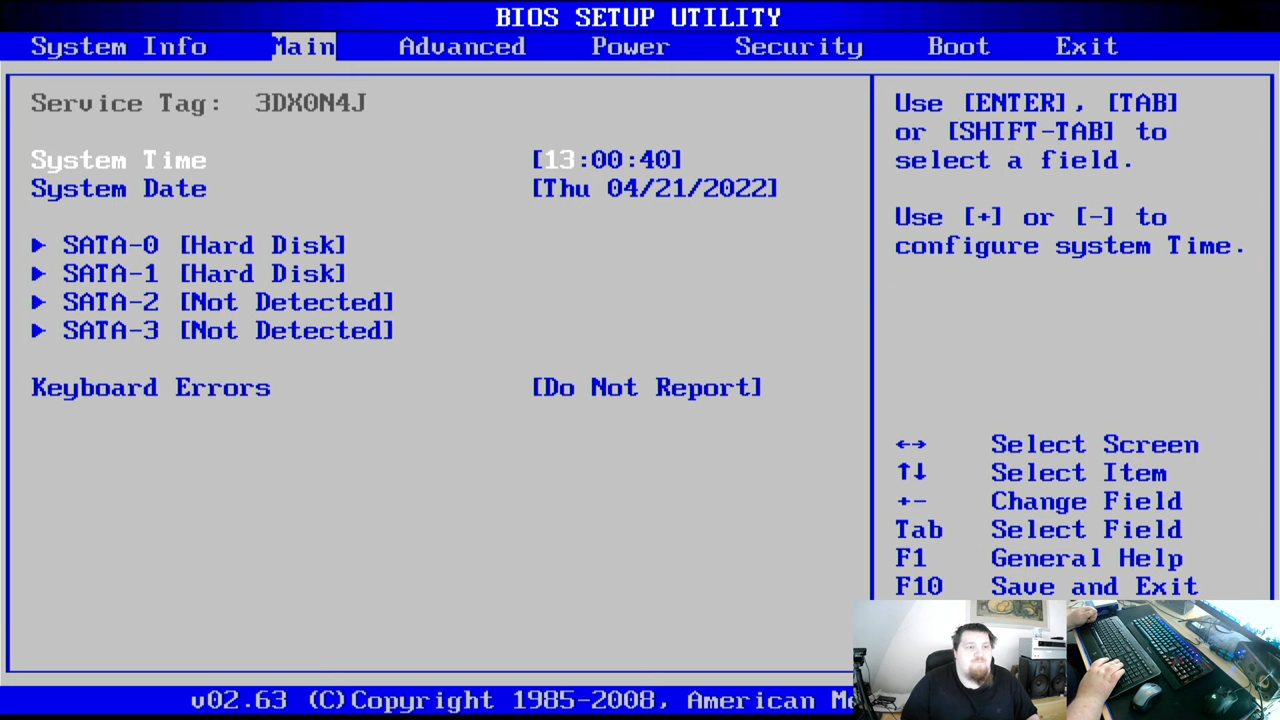 BIOS SETUP UTILITY
System Info Main Advanced Power Security Boot Exit
Service Tag: 3DX0N4J
System Time [13:00:40]
System Date [Thu 04/21/2022]
SATA-0 [Hard Disk]
SATA-1 [Hard Disk]
SATA-2 [Not Detected]
SATA-3 [Not Detected]
Keyboard Errors [Do Not Report]
Use [ENTER], [TAB]
or [SHIFT-TAB] to
select a field.
Use [+] or [-] to
configure system Time.
←→ Select Screen
↑↓ Select Item
+- Change Field
Tab Select Field
F1 General Help
F10 Save and Exit
v02.63 (C)Copyright 1985-2008, American Me